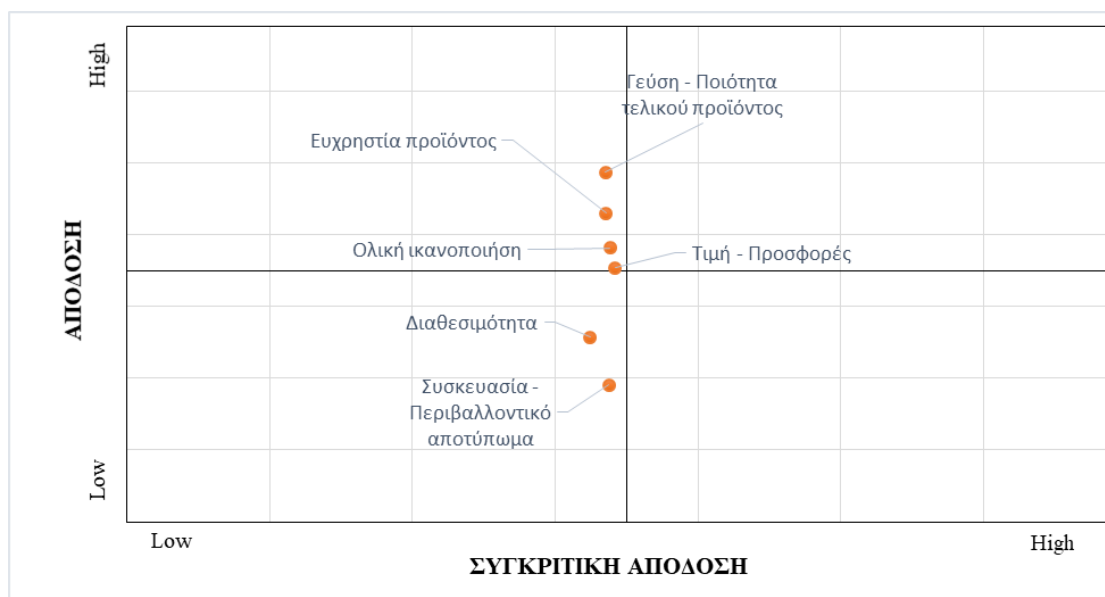 High
Γεύση - Ποιότητα
τελικού προϊόντος
Ευχρηστία προϊόντος
Ολική ικανοποιήση
Τιμή - Προσφορές
ΑΠΟΔΟΣΗ
Διαθεσιμότητα
Συσκευασία -
Περιβαλλοντικό
αποτύπωμα
Low
Low
High
ΣΥΓΚΡΙΤΙΚΗ ΑΠΟΔΟΣΗ